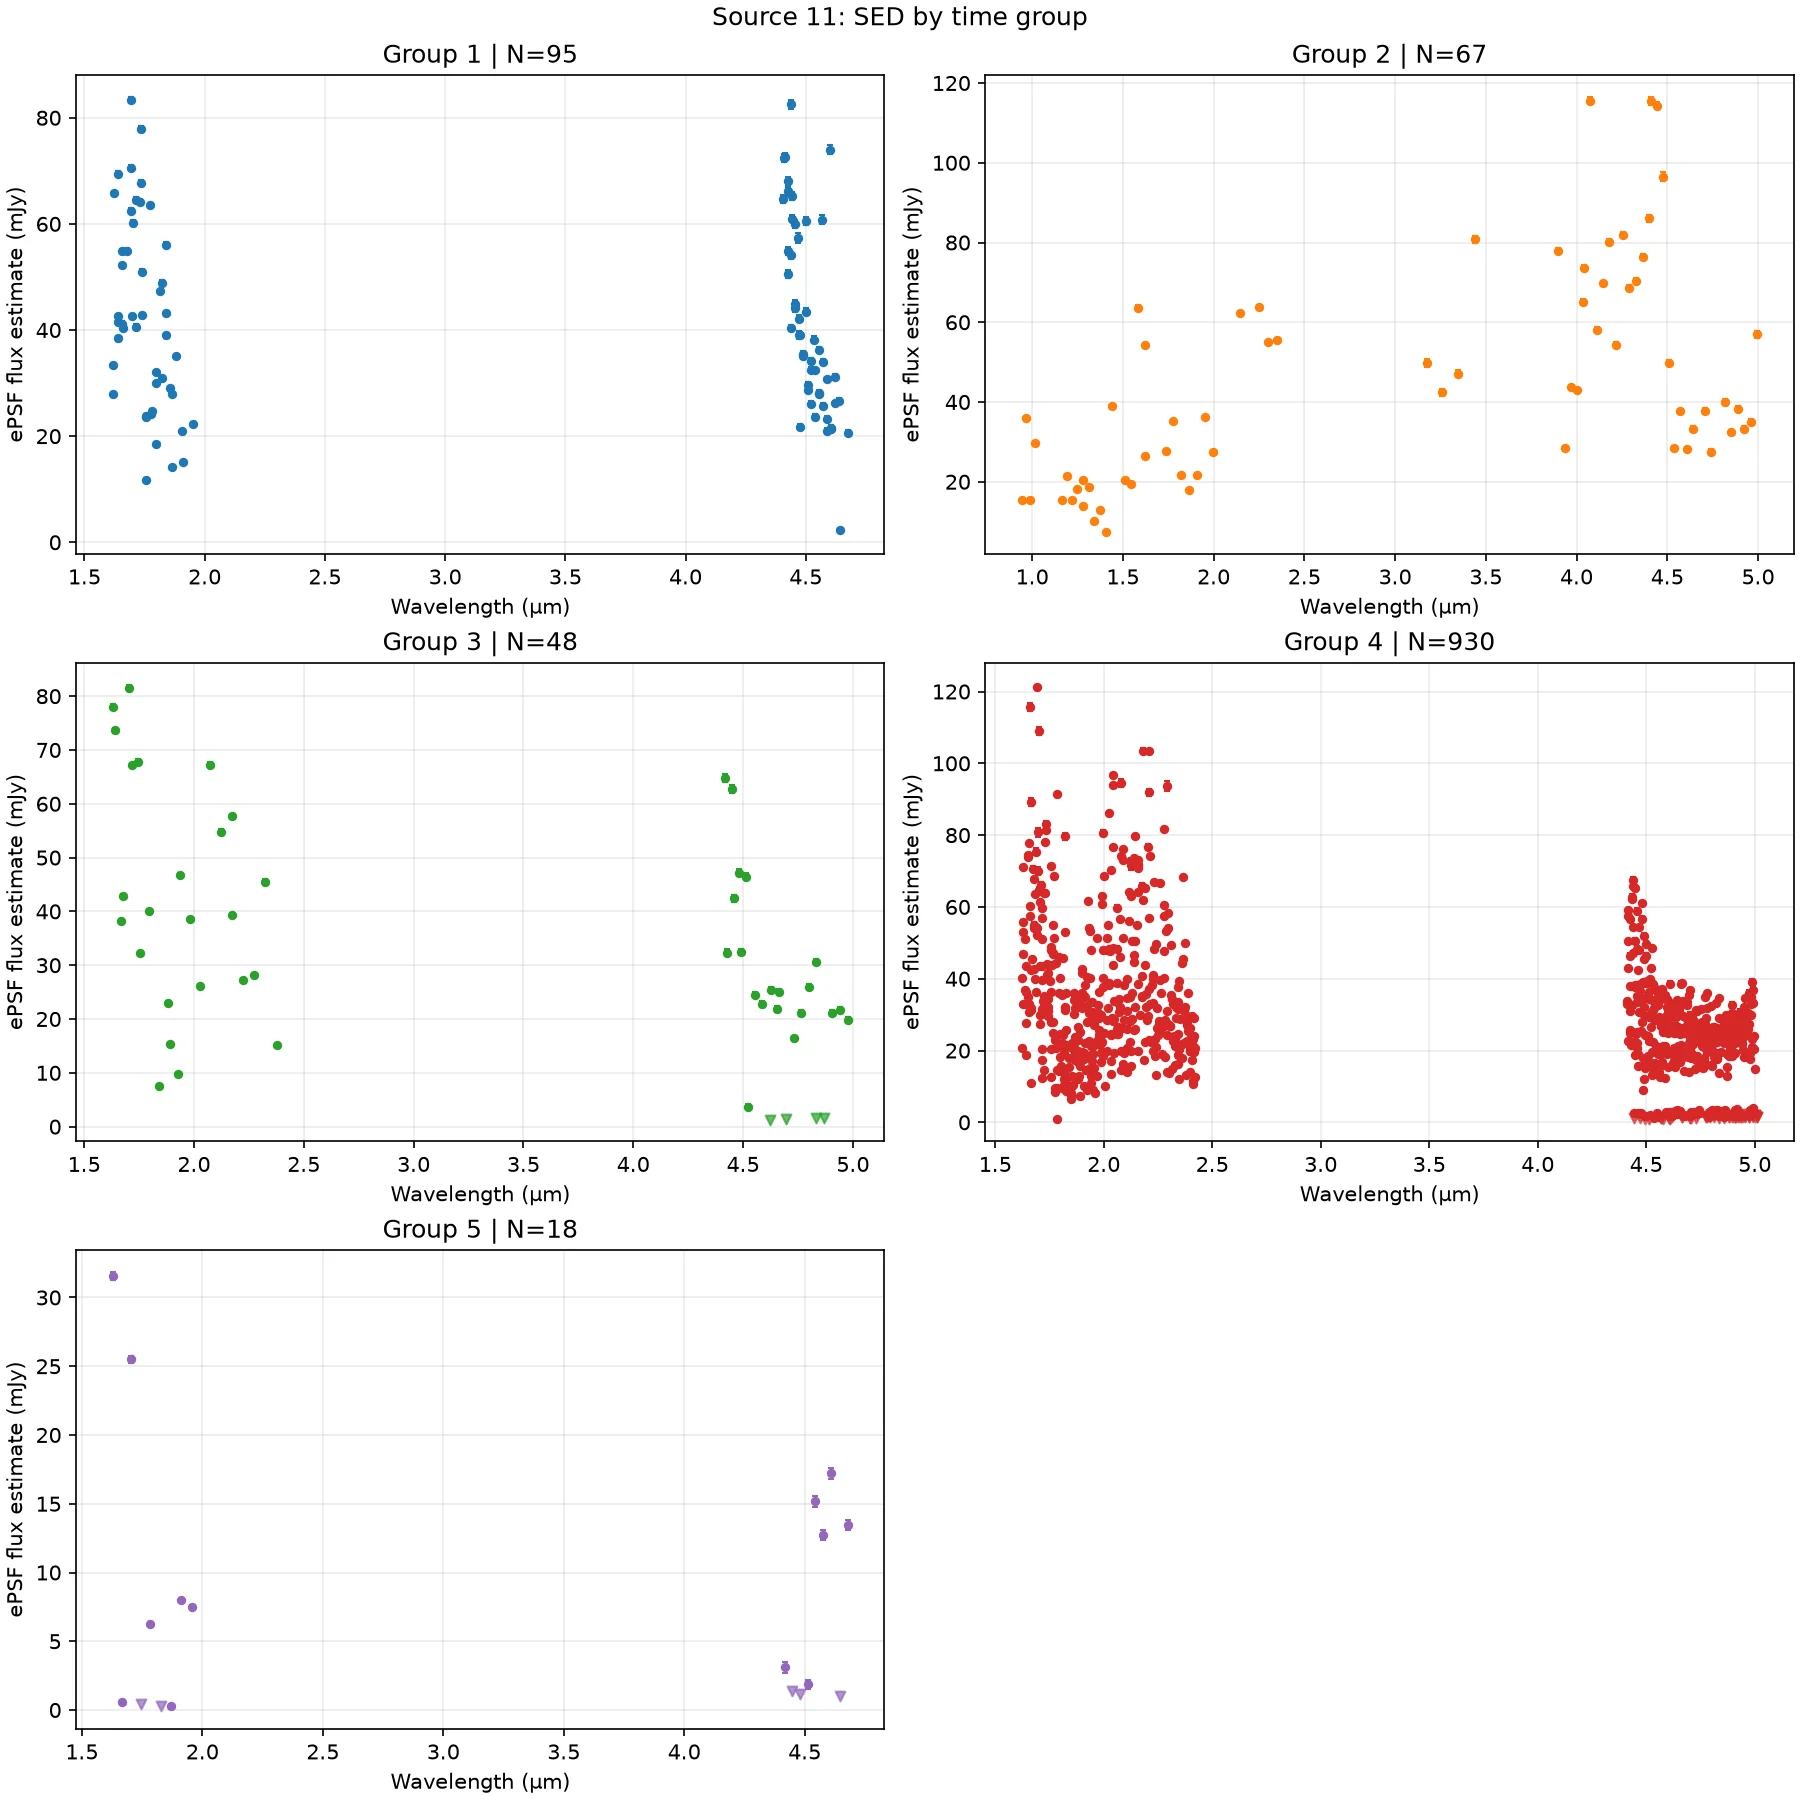 Source 11: SED by time group
Group 1 | N=95
ePSF flux estimate (mJy)
80
60
40
20
0
1.5 2.0 2.5 3.0 3.5 4.0 4.5
Wavelength (μm)
Group 2 | N=67
ePSF flux estimate (mJy)
120
100
80
60
40
20
1.0 1.5 2.0 2.5 3.0 3.5 4.0 4.5 5.0
Wavelength (μm)
Group 3 | N=48
ePSF flux estimate (mJy)
80
70
60
50
40
30
20
10
0
1.5 2.0 2.5 3.0 3.5 4.0 4.5 5.0
Wavelength (μm)
Group 4 | N=930
ePSF flux estimate (mJy)
120
100
80
60
40
20
0
1.5 2.0 2.5 3.0 3.5 4.0 4.5 5.0
Wavelength (μm)
Group 5 | N=18
ePSF flux estimate (mJy)
30
25
20
15
10
5
0
1.5 2.0 2.5 3.0 3.5 4.0 4.5
Wavelength (μm)